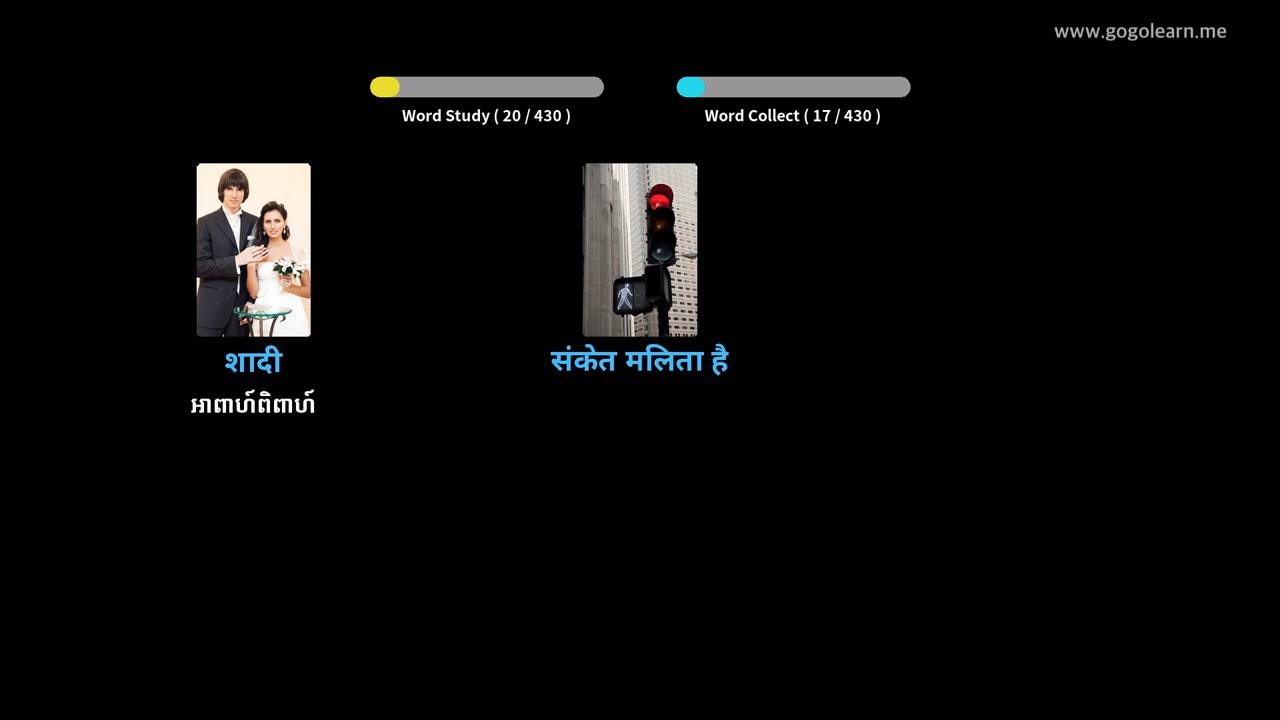 www.gogolearn.me
Word Study ( 20 / 430 )
Word Collect ( 17 / 430 )
शादी
संकेत मलिता है
អាពាហ៍ពិពាហ៍